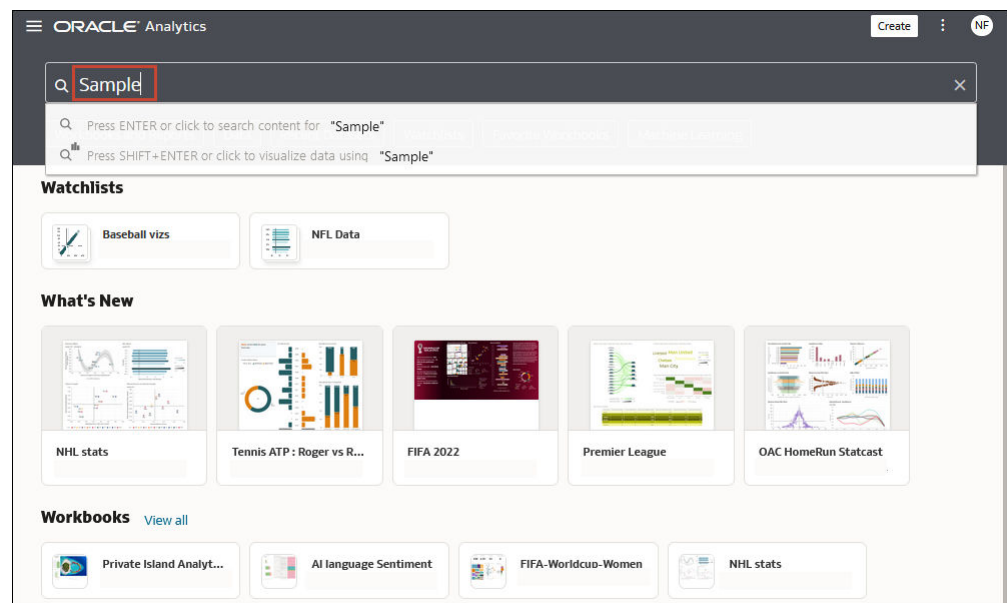 ORACLE Analytics
Create
NF
Sample
Press ENTER or click to search content for "Sample"
Press SHIFT+ENTER or click to visualize data using "Sample"
Watchlists
Baseball vizs
NFL Data
What's New
NHL stats
Tennis ATP : Roger vs R...
FIFA 2022
Premier League
OAC HomeRun Statcast
Workbooks View all
Private Island Analyt...
AI language Sentiment
FIFA-Worldcup-Women
NHL stats